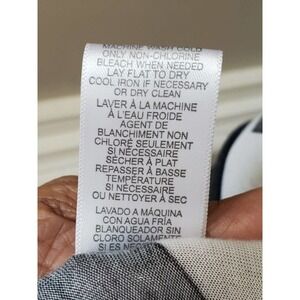 MACHINE WASH COLD
ONLY NON-CHLORINE
BLEACH WHEN NEEDED
LAY FLAT TO DRY
COOL IRON IF NECESSARY
OR DRY CLEAN
LAVER À LA MACHINE
À L'EAU FROIDE
AGENT DE
BLANCHIMENT NON
CHLORÉ SEULEMENT
SI NÉCESSAIRE
SÉCHER À PLAT
REPASSER À BASSE
TEMPÉRATURE
SI NÉCESSAIRE
OU NETTOYER À SEC
LAVADO A MÁQUINA
CON AGUA FRÍA
BLANQUEADOR SIN
CLORO SOLAMENTE
SI ES